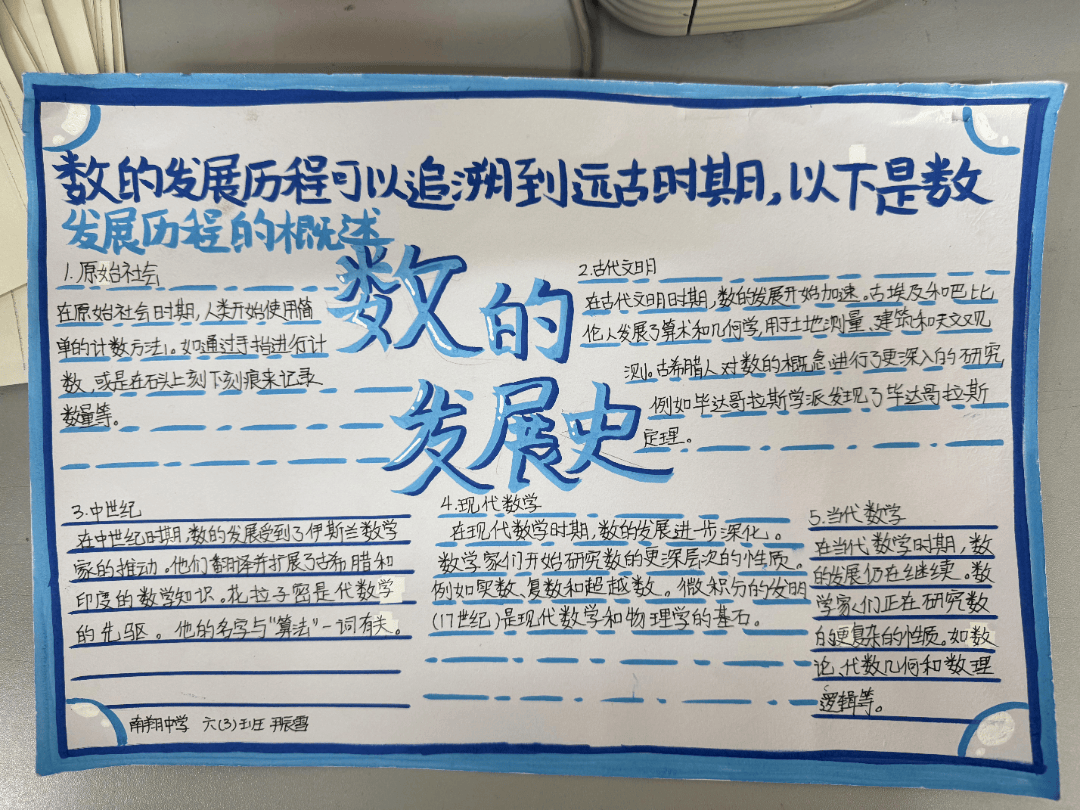 数的发展历程可以追溯到远古时期,以下是数
发展历程的概述
数的
发展史
1.原始社会
在原始社会时期,人类开始使用简
单的计数方法。如通过手指进行计
数,或是在石头上刻下刻痕来记录
数量等。
2.古代文明
在古代文明时期,数的发展开始加速。古埃及和巴比
伦人发展了算术和几何学,用于土地测量、建筑和天文观
测。古希腊人对数的概念进行了更深入的研究
例如毕达哥拉斯学派发现了毕达哥拉斯
定理。
3.中世纪
在中世纪时期,数的发展受到了伊斯兰数学
家的推动。他们翻译并扩展了古希腊和
印度的数学知识。花拉子密是代数学
的先驱。他的名字与“算法”一词有关。
4.现代数学
在现代数学时期,数的发展进一步深化。
数学家们开始研究数的更深层次的性质。
例如实数、复数和超越数。微积分的发明
(17世纪)是现代数学和物理学的基石。
5.当代数学
在当代数学时期,数
的发展仍在继续。数
学家们正在研究数
的更复杂的性质。如数
论、代数几何和数理
逻辑等。
南翔中学 六(3)班